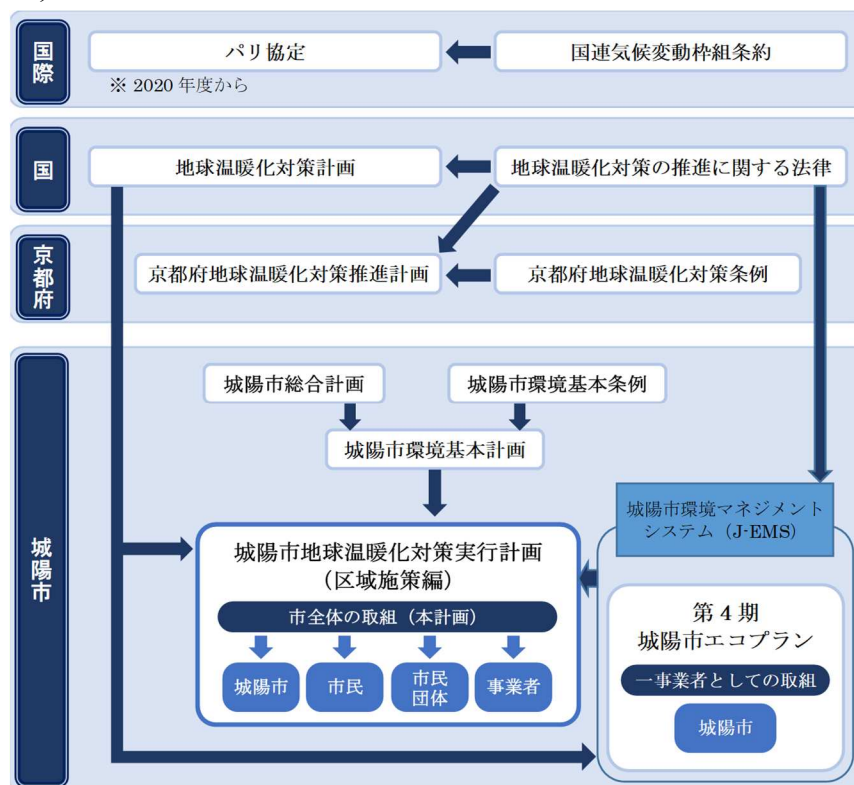 国際
パリ協定
国連気候変動枠組条約
※ 2020 年度から
国
地球温暖化対策計画
地球温暖化対策の推進に関する法律
京都府
京都府地球温暖化対策推進計画
京都府地球温暖化対策条例
城陽市
城陽市総合計画
城陽市環境基本条例
城陽市環境基本計画
城陽市環境マネジメント
システム（J-EMS）
城陽市地球温暖化対策実行計画
（区域施策編）
市全体の取組（本計画）
城陽市
市民
市民
団体
事業者
第４期
城陽市エコプラン
一事業者としての取組
城陽市